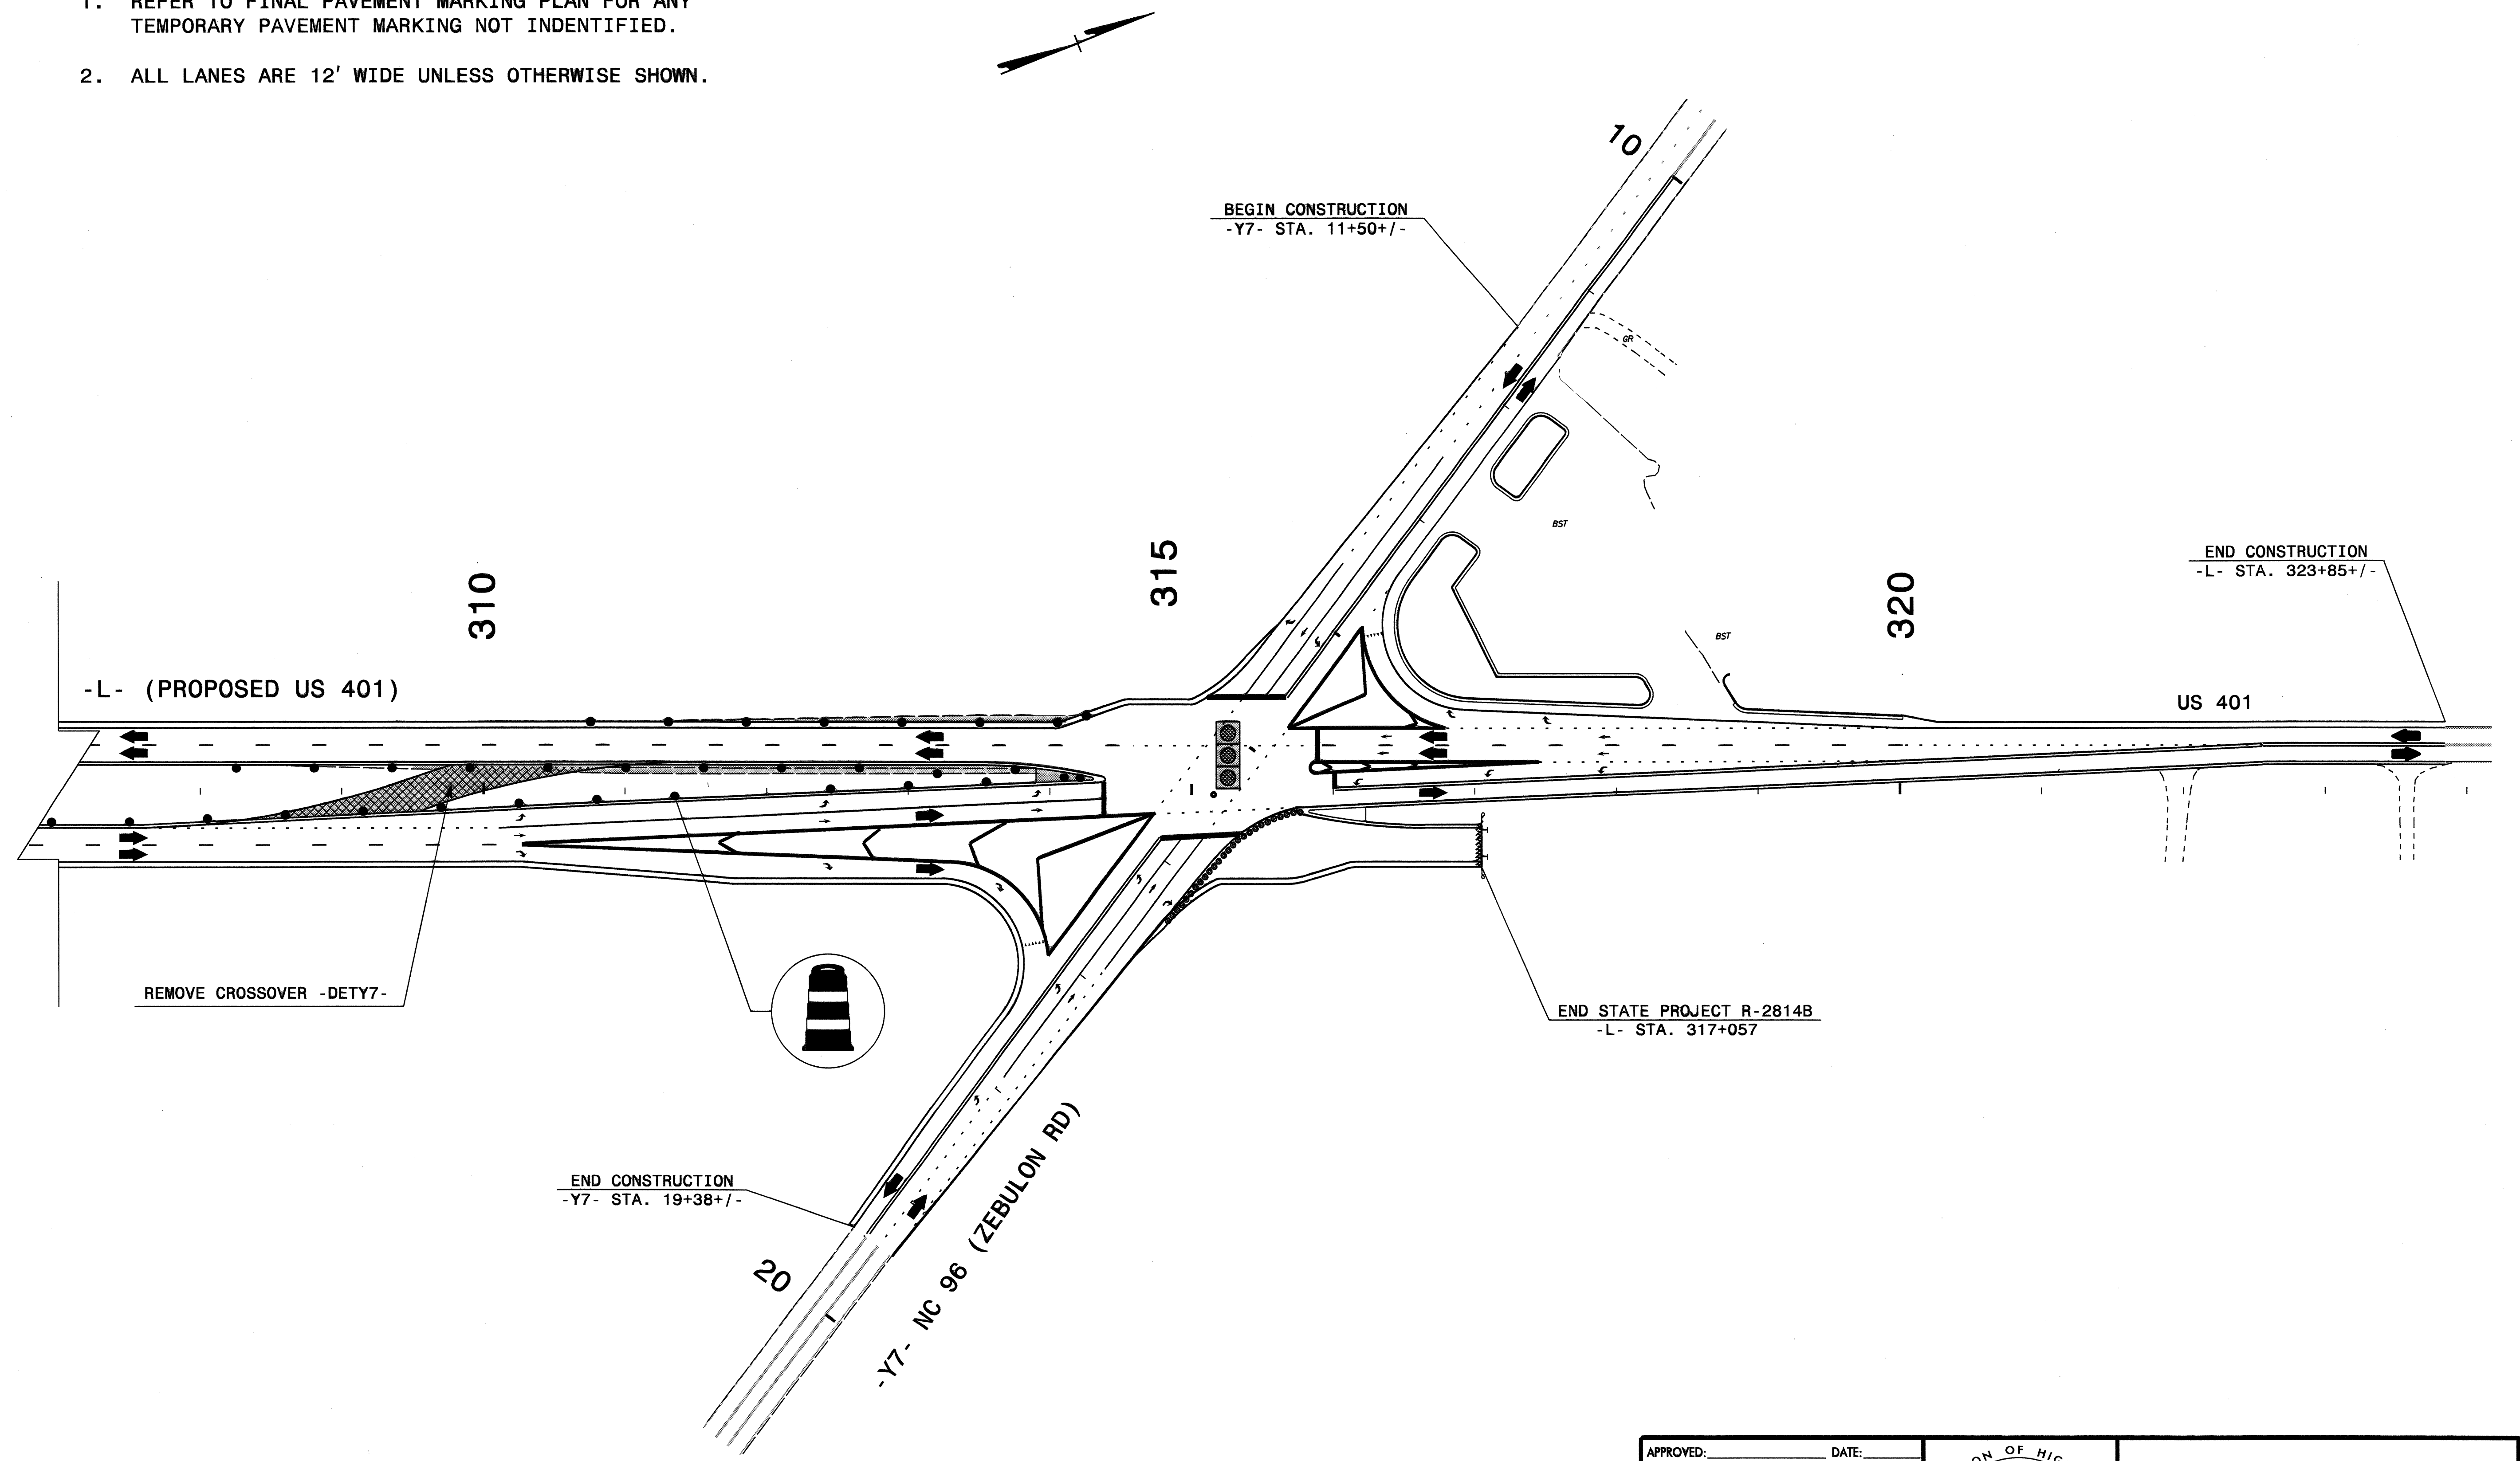 1. REFER TO FINAL PAVEMENT MARKING PLAN FOR ANY
TEMPORARY PAVEMENT MARKING NOT INDENTIFIED.
2. ALL LANES ARE 12' WIDE UNLESS OTHERWISE SHOWN.
10
BEGIN CONSTRUCTION
-Y7- STA. 11+50+/-
GR
BST
END CONSTRUCTION
-L- STA. 323+85+/-
310
315
320
BST
-L- (PROPOSED US 401)
US 401
REMOVE CROSSOVER -DETY7-
END STATE PROJECT R-2814B
-L- STA. 317+057
END CONSTRUCTION
-Y7- STA. 19+38+/-
20
-Y7- NC 96 (ZEBULON RD)
APPROVED: DATE:
OF